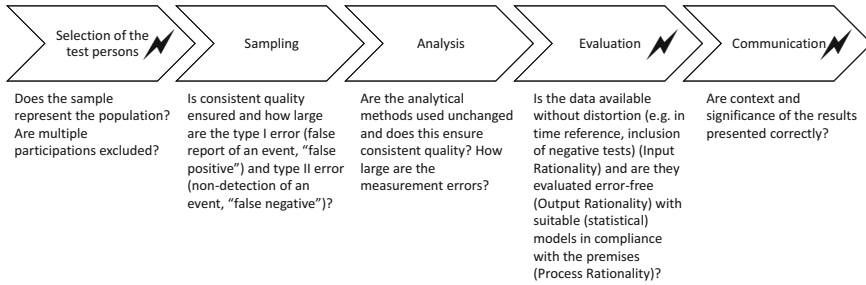 Selection of the
test persons
Sampling
Analysis
Evaluation
Communication
Does the sample
represent the population?
Are multiple
participations excluded?
Is consistent quality
ensured and how large
are the type I error (false
report of an event, “false
positive”) and type II error
(non-detection of an
event, “false negative”)?
Are the analytical
methods used unchanged
and does this ensure
consistent quality? How
large are the
measurement errors?
Is the data available
without distortion (e.g. in
time reference, inclusion
of negative tests) (Input
Rationality) and are they
evaluated error-free
(Output Rationality) with
suitable (statistical)
models in compliance
with the premises
(Process Rationality)?
Are context and
significance of the results
presented correctly?